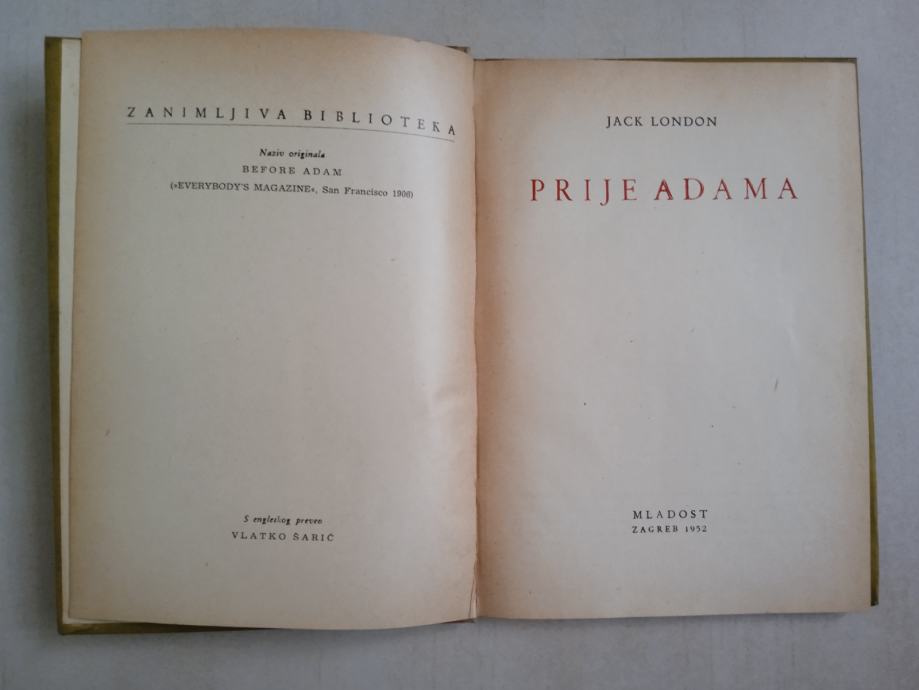 ZANIMLJIVA BIBLIOTEKA
Naziv originala
BEFORE ADAM
(»EVERYBODY'S MAGAZINE«, San Francisco 1906)
S engleskog preveo
VLATKO ŠARIĆ
JACK LONDON
PRIJE ADAMA
MLADOST
ZAGREB 1952